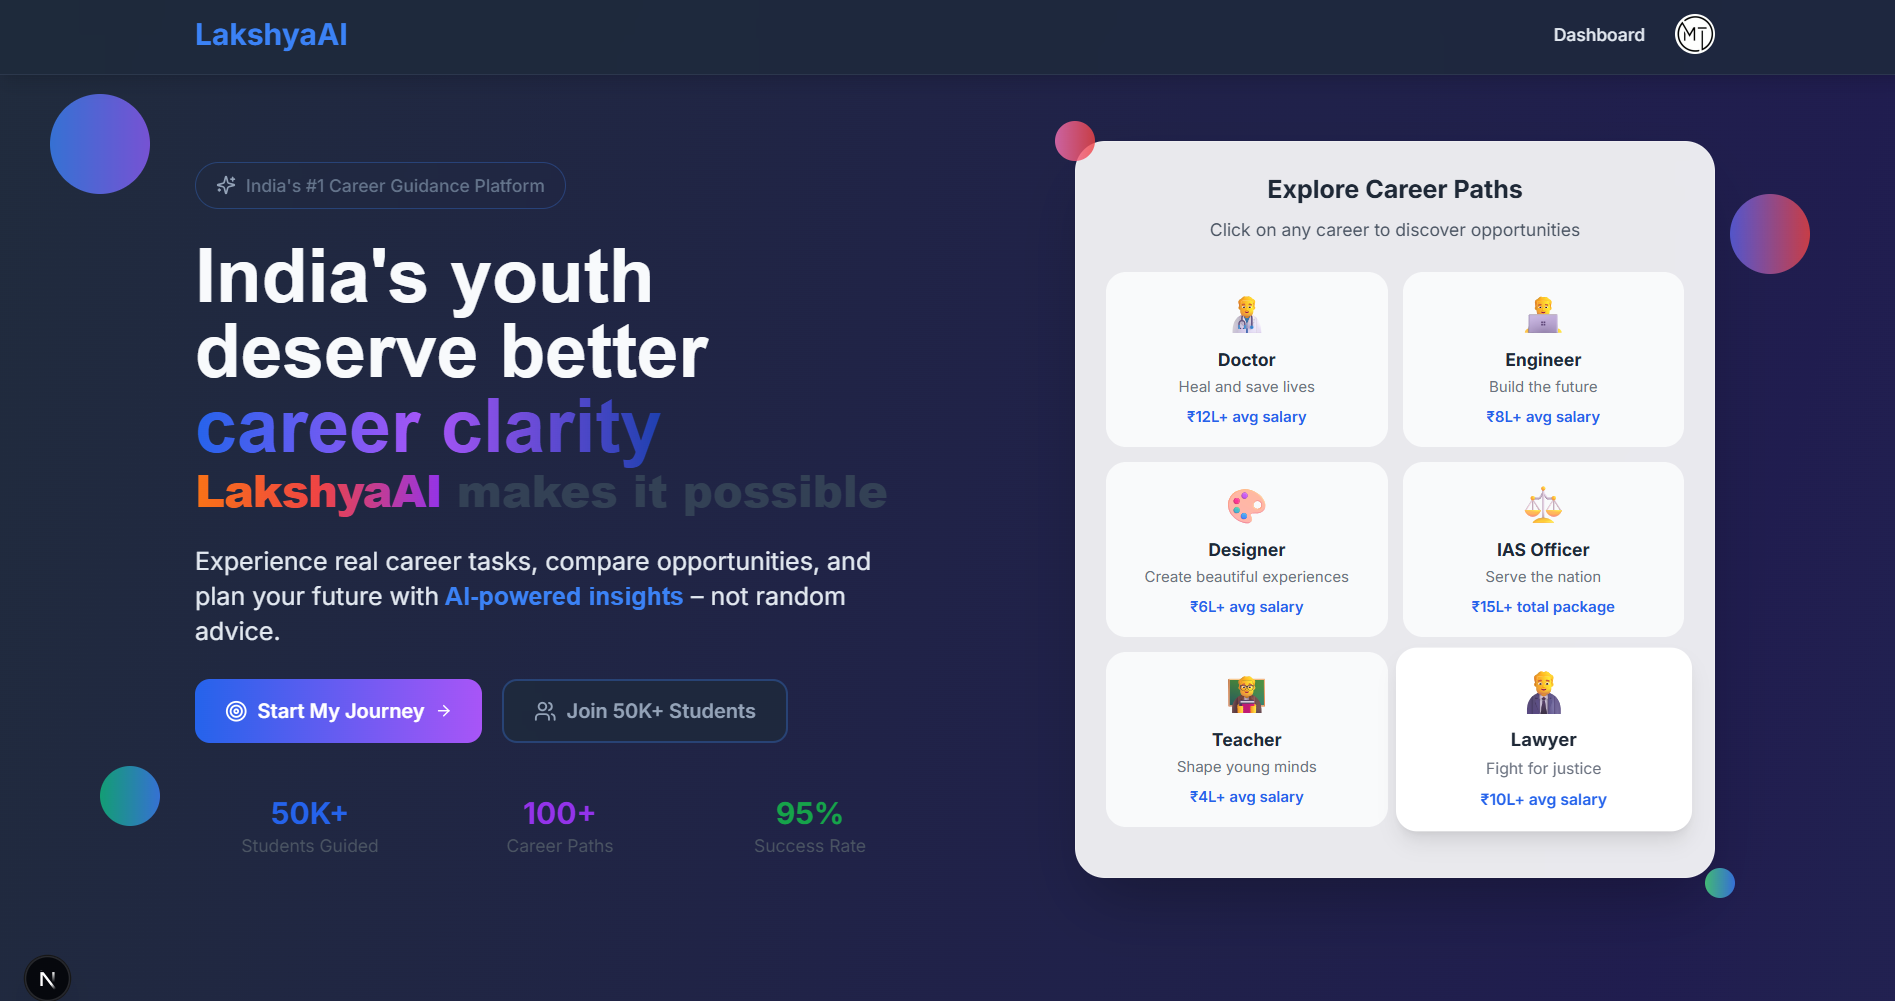 LakshyaAI
Dashboard
MT
India's #1 Career Guidance Platform
India's youth
deserve better
career clarity
LakshyaAI makes it possible
Experience real career tasks, compare opportunities, and
plan your future with AI-powered insights – not random
advice.
Start My Journey →
Join 50K+ Students
50K+
Students Guided
100+
Career Paths
95%
Success Rate
Explore Career Paths
Click on any career to discover opportunities
Doctor
Heal and save lives
₹12L+ avg salary
Engineer
Build the future
₹8L+ avg salary
Designer
Create beautiful experiences
₹6L+ avg salary
IAS Officer
Serve the nation
₹15L+ total package
Teacher
Shape young minds
₹4L+ avg salary
Lawyer
Fight for justice
₹10L+ avg salary
N